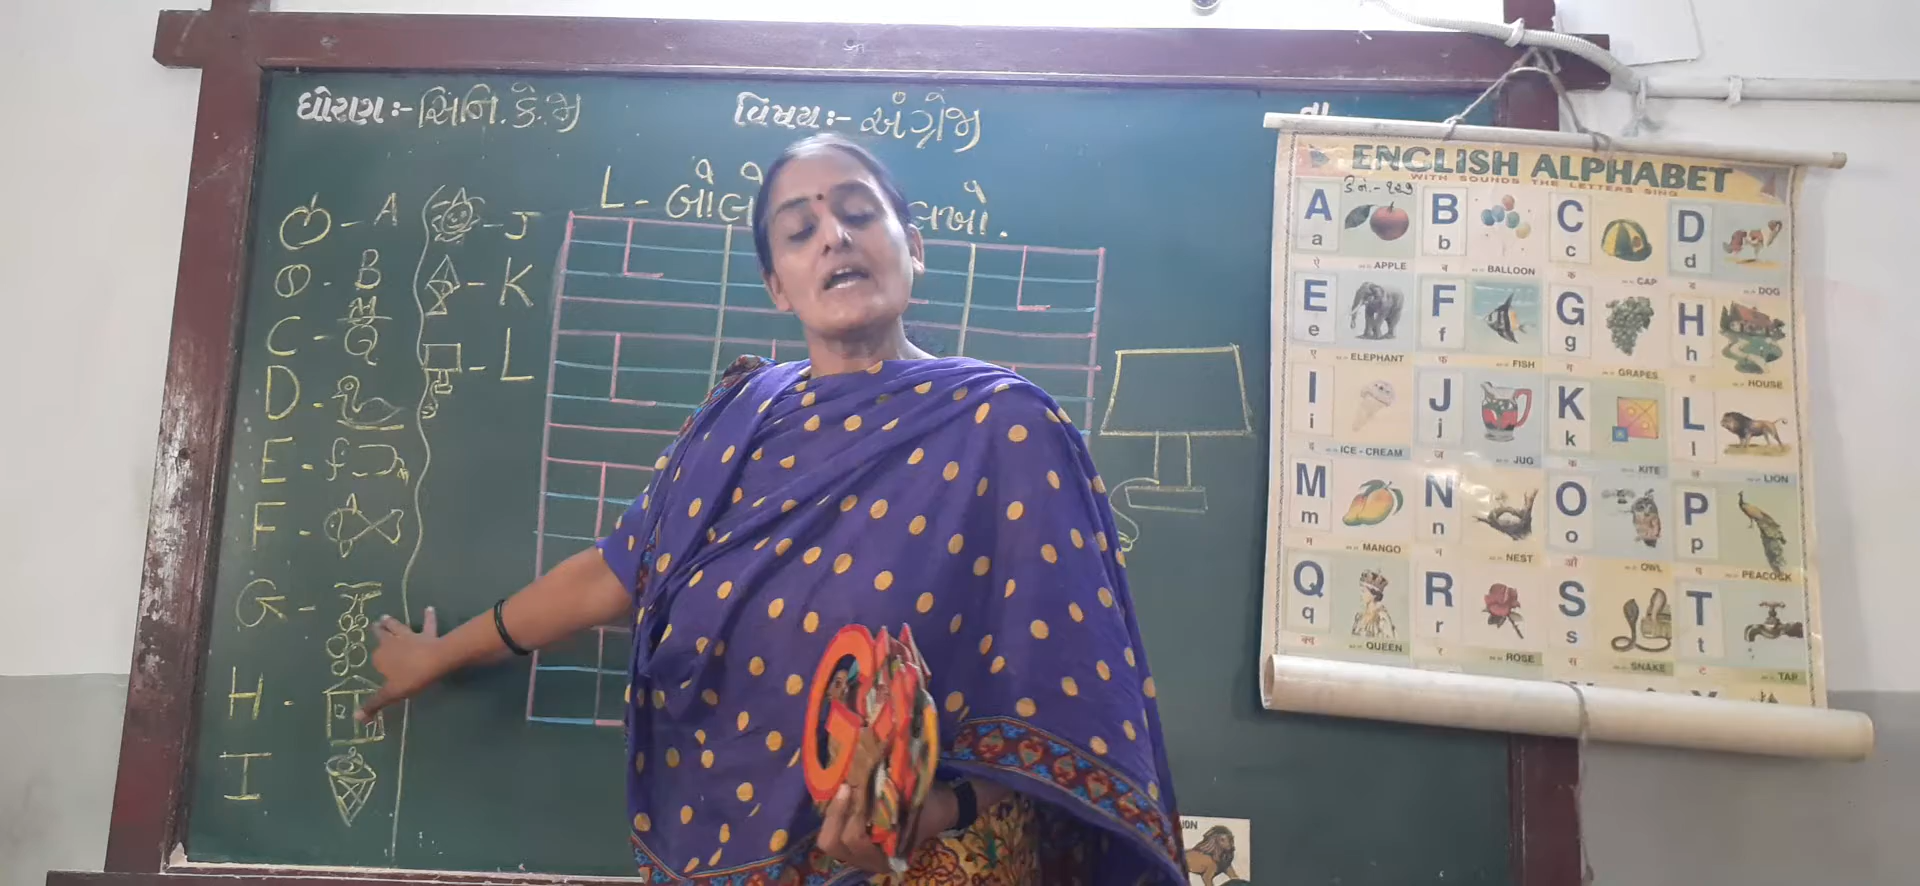 ધોરણ :- સિનિ. કે. જી
વિષય :- અંગ્રેજી
તા
L - બોલો
લખો.
A
B
C
Q
D
E
F
G
H
I
J
K
L
L
L
L
ENGLISH ALPHABET
WITH SOUNDS THE LETTERS SING
A a APPLE
B b BALLOON
C c CAP
D d DOG
E e ELEPHANT
F f FISH
G g GRAPES
H h HOUSE
I i ICE-CREAM
J j JUG
K k KITE
L l LION
M m MANGO
N n NEST
O o OWL
P p PEACOCK
Q q QUEEN
R r ROSE
S s SNAKE
T t TAP